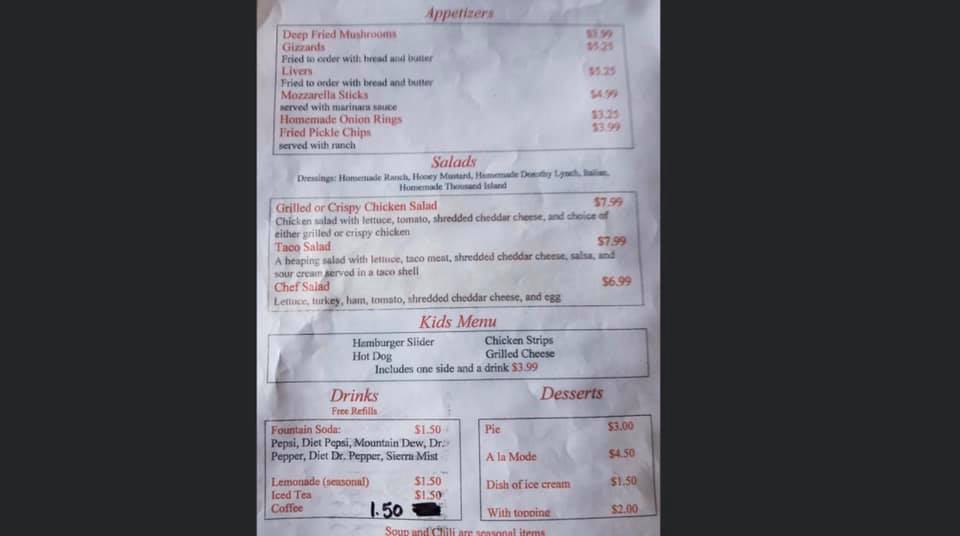 Appetizers
Deep Fried Mushrooms $3.99
Gizzards $5.25
Fried to order with bread and butter
Livers $5.25
Fried to order with bread and butter
Mozzarella Sticks $4.99
served with marinara sauce
Homemade Onion Rings $3.25
Fried Pickle Chips $3.99
served with ranch
Salads
Dressings: Homemade Ranch, Honey Mustard, Homemade Dorothy Lynch, Italian,
Homemade Thousand Island
Grilled or Crispy Chicken Salad $7.99
Chicken salad with lettuce, tomato, shredded cheddar cheese, and choice of
either grilled or crispy chicken
Taco Salad $7.99
A heaping salad with lettuce, taco meat, shredded cheddar cheese, salsa, and
sour cream served in a taco shell
Chef Salad $6.99
Lettuce, turkey, ham, tomato, shredded cheddar cheese, and egg
Kids Menu
Hamburger Slider Chicken Strips
Hot Dog Grilled Cheese
Includes one side and a drink $3.99
Drinks
Free Refills
Fountain Soda: $1.50
Pepsi, Diet Pepsi, Mountain Dew, Dr.
Pepper, Diet Dr. Pepper, Sierra Mist
Lemonade (seasonal) $1.50
Iced Tea $1.50
Coffee 1.50
Desserts
Pie $3.00
A la Mode $4.50
Dish of ice cream $1.50
With topping $2.00
Soup and Chili are seasonal items